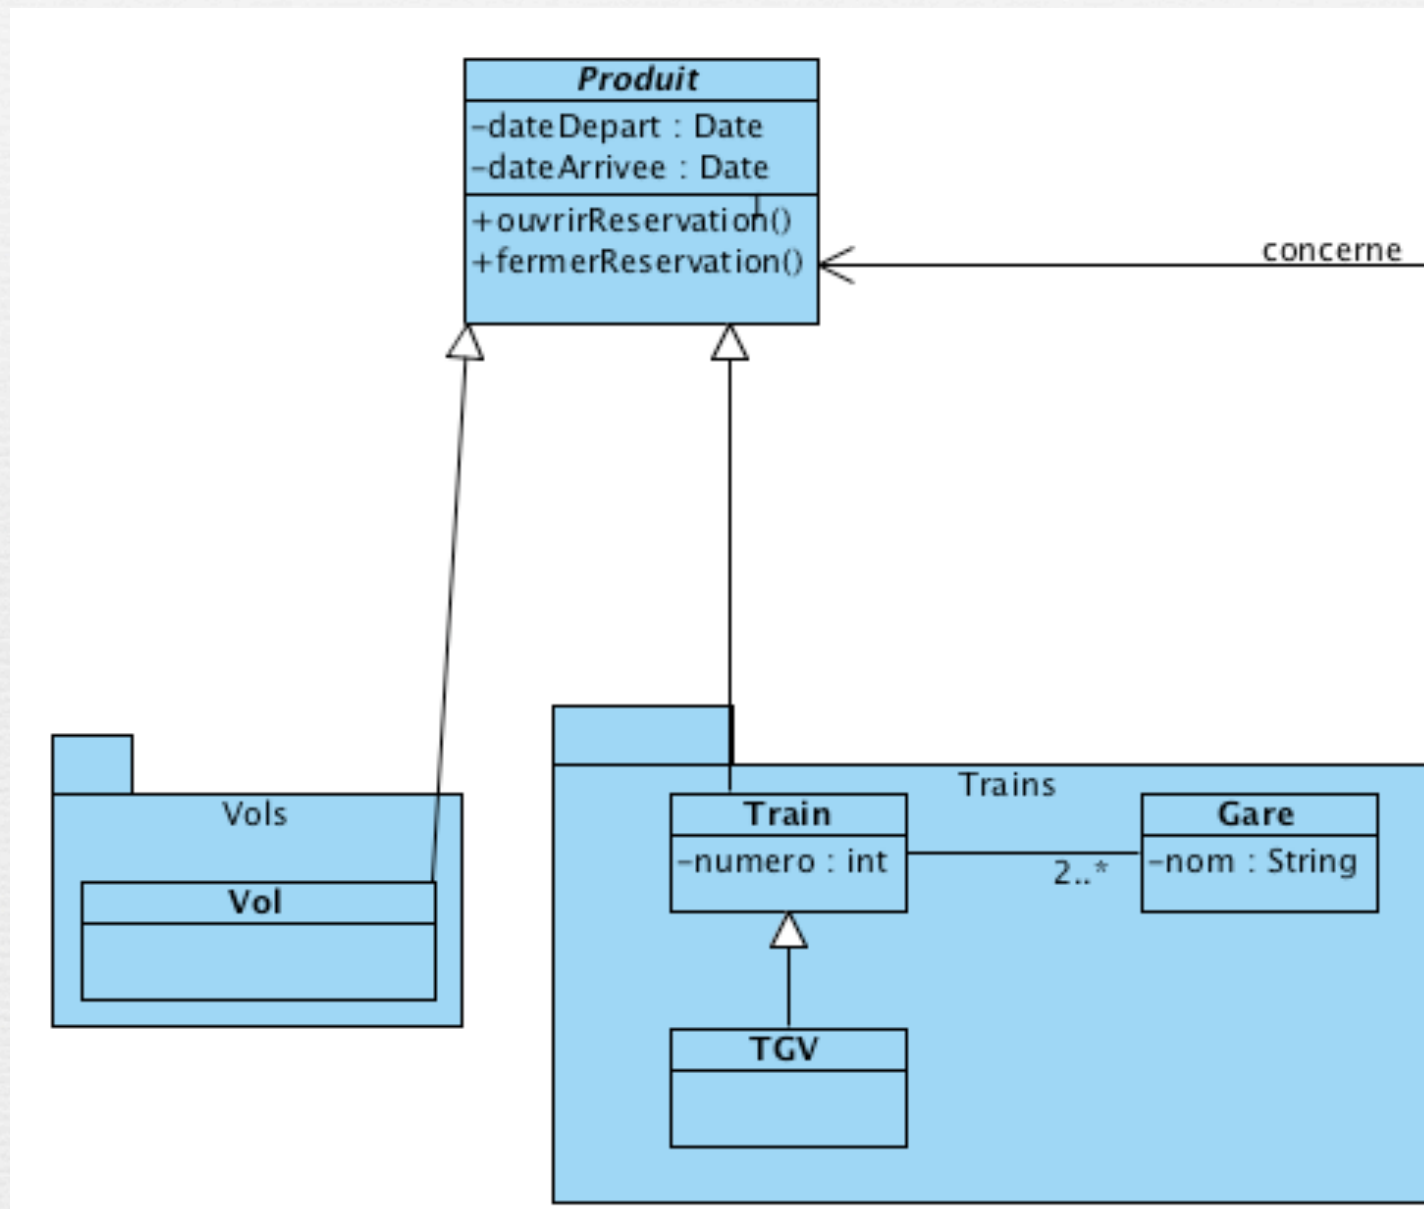 Produit
-dateDepart : Date
-dateArrivee : Date
+ouvrirReservation()
+fermerReservation()
concerne
Vols
Vol
Trains
Train
-numero : int
2..*
Gare
-nom : String
TGV